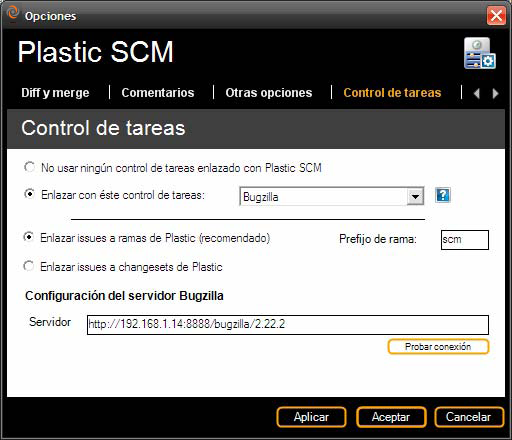 Opciones
Plastic SCM
Diff y merge
Comentarios
Otras opciones
Control de tareas
Control de tareas
No usar ningún control de tareas enlazado con Plastic SCM
Enlazar con éste control de tareas:
Bugzilla
?
Enlazar issues a ramas de Plastic (recomendado)
Prefijo de rama:
scm
Enlazar issues a changesets de Plastic
Configuración del servidor Bugzilla
Servidor
http://192.168.1.14:8888/bugzilla/2.22.2
Probar conexión
Aplicar
Aceptar
Cancelar